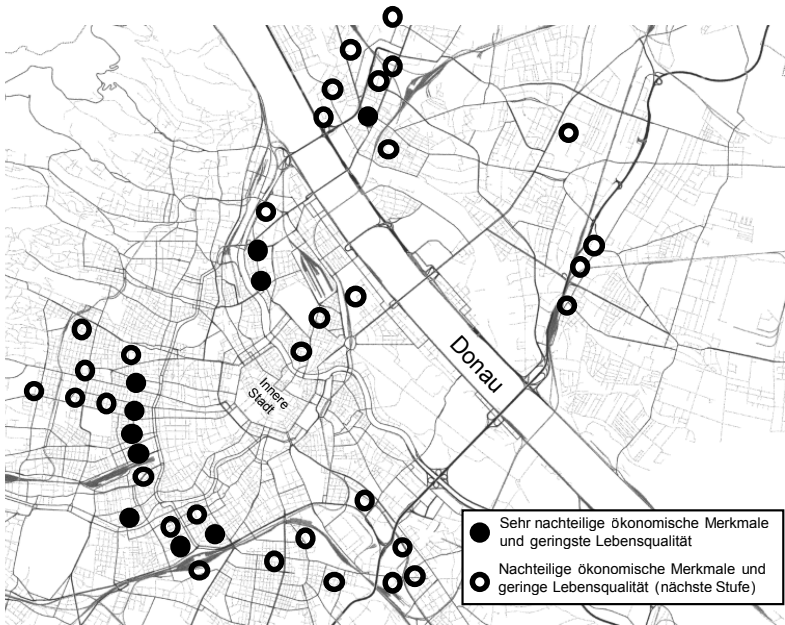 Donau
Innere
Stadt
Sehr nachteilige ökonomische Merkmale
und geringste Lebensqualität
Nachteilige ökonomische Merkmale und
geringe Lebensqualität (nächste Stufe)